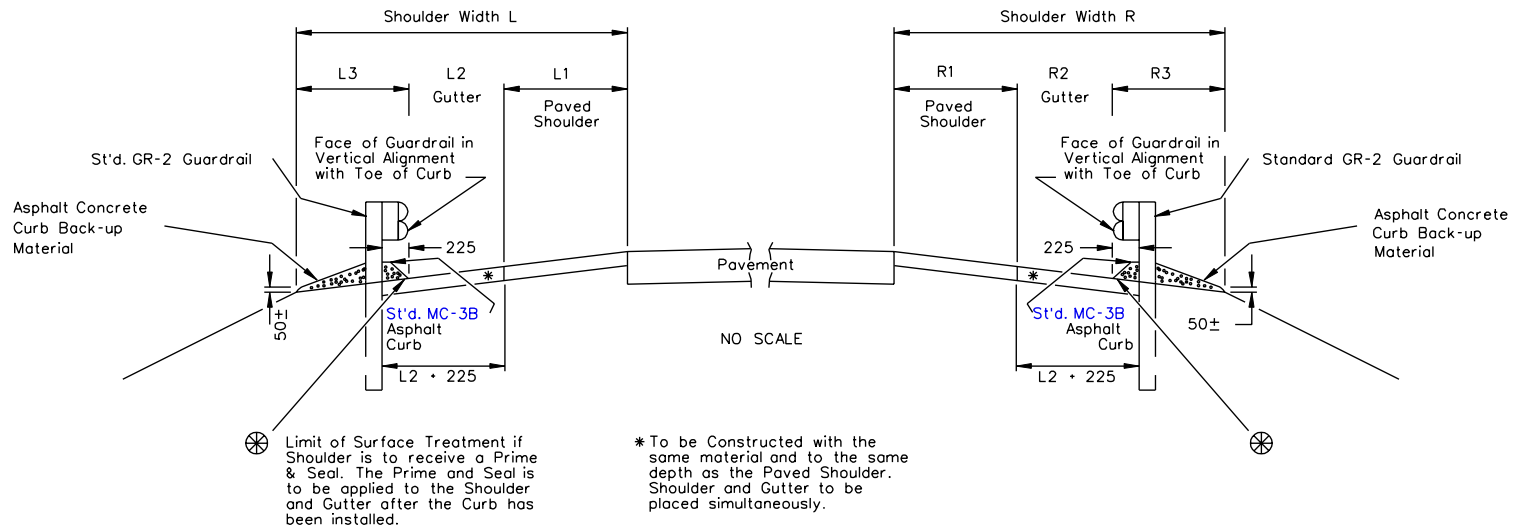 Shoulder Width L
Shoulder Width R
L3
L2
L1
R1
R2
R3
Gutter
Paved
Shoulder
Paved
Shoulder
Gutter
St'd. GR-2 Guardrail
Face of Guardrail in
Vertical Alignment
with Toe of Curb
Face of Guardrail in
Vertical Alignment
with Toe of Curb
Standard GR-2 Guardrail
Asphalt Concrete
Curb Back-up
Material
Asphalt Concrete
Curb Back-up
Material
225
225
Pavement
*
*
50±
50±
St'd. MC-3B
Asphalt
Curb
St'd. MC-3B
Asphalt
Curb
NO SCALE
L2 + 225
L2 + 225
Limit of Surface Treatment if
Shoulder is to receive a Prime
& Seal. The Prime and Seal is
to be applied to the Shoulder
and Gutter after the Curb has
been installed.
* To be Constructed with the
same material and to the same
depth as the Paved Shoulder.
Shoulder and Gutter to be
placed simultaneously.